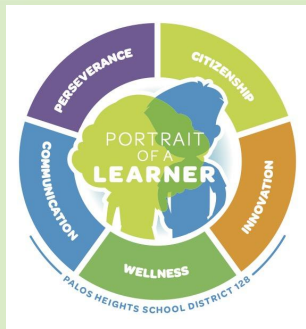 PERSEVERANCE
CITIZENSHIP
PORTRAIT
OF A
LEARNER
COMMUNICATION
INNOVATION
WELLNESS
PALOS HEIGHTS SCHOOL DISTRICT 128